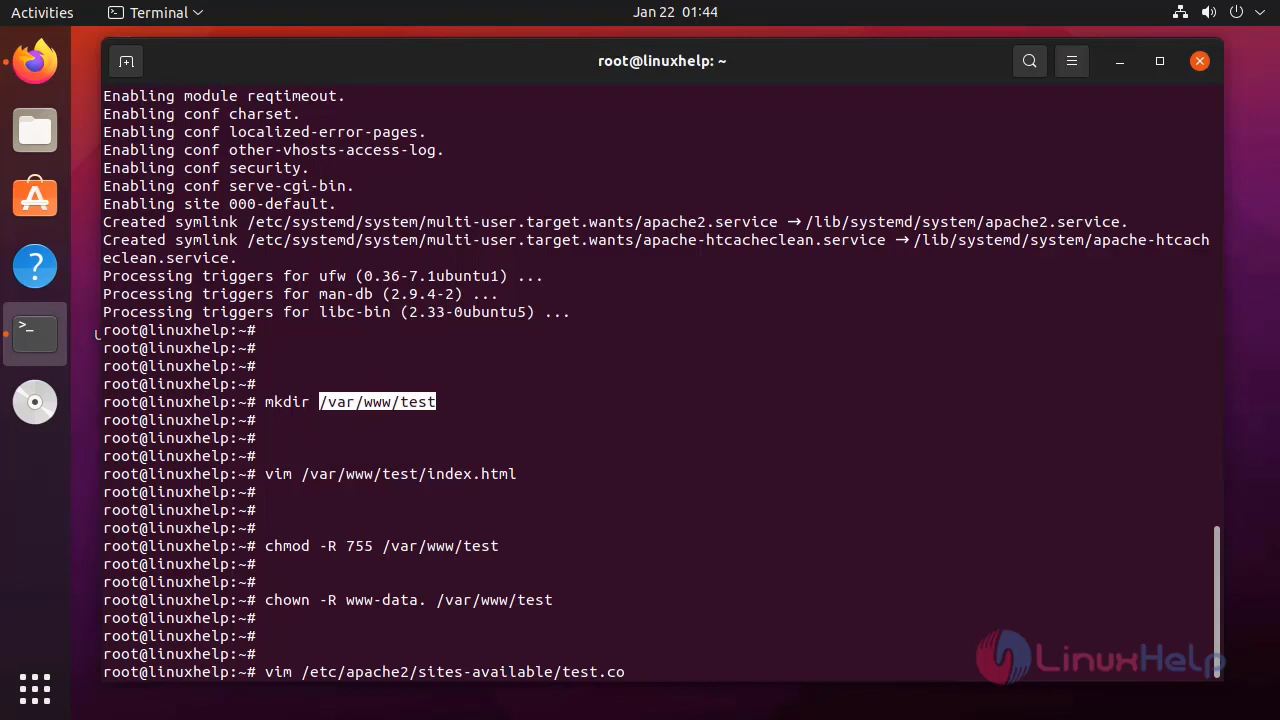 Activities
Terminal
Jan 22 01:44
root@linuxhelp: ~
Enabling module reqtimeout.
Enabling conf charset.
Enabling conf localized-error-pages.
Enabling conf other-vhosts-access-log.
Enabling conf security.
Enabling conf serve-cgi-bin.
Enabling site 000-default.
Created symlink /etc/systemd/system/multi-user.target.wants/apache2.service → /lib/systemd/system/apache2.service.
Created symlink /etc/systemd/system/multi-user.target.wants/apache-htcacheclean.service → /lib/systemd/system/apache-htcach
eclean.service.
Processing triggers for ufw (0.36-7.1ubuntu1) ...
Processing triggers for man-db (2.9.4-2) ...
Processing triggers for libc-bin (2.33-0ubuntu5) ...
root@linuxhelp:~#
root@linuxhelp:~#
root@linuxhelp:~#
root@linuxhelp:~#
root@linuxhelp:~# mkdir /var/www/test
root@linuxhelp:~#
root@linuxhelp:~#
root@linuxhelp:~#
root@linuxhelp:~# vim /var/www/test/index.html
root@linuxhelp:~#
root@linuxhelp:~#
root@linuxhelp:~#
root@linuxhelp:~# chmod -R 755 /var/www/test
root@linuxhelp:~#
root@linuxhelp:~#
root@linuxhelp:~# chown -R www-data. /var/www/test
root@linuxhelp:~#
root@linuxhelp:~#
root@linuxhelp:~#
root@linuxhelp:~# vim /etc/apache2/sites-available/test.co
LinuxHelp